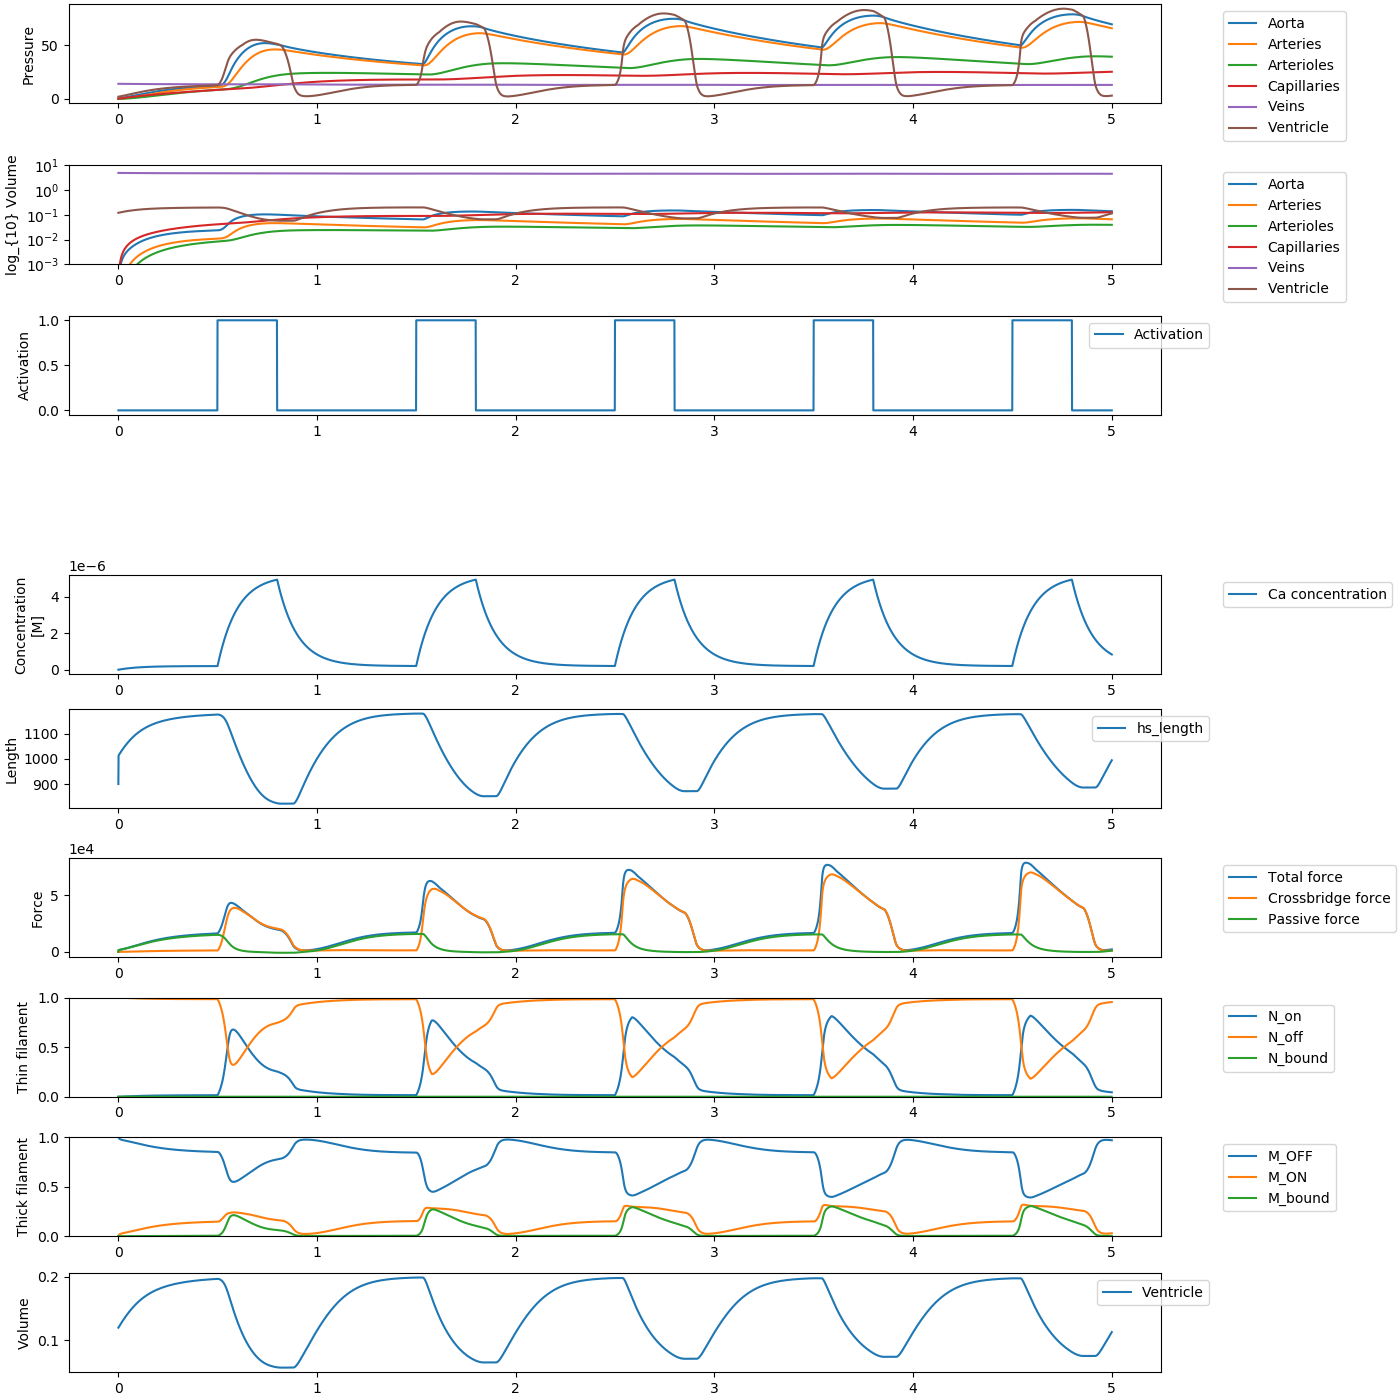 Pressure
50
0
0 1 2 3 4 5
Aorta
Arteries
Arterioles
Capillaries
Veins
Ventricle
log_{10} Volume
10^1
10^0
10^−1
10^−2
10^−3
0 1 2 3 4 5
Aorta
Arteries
Arterioles
Capillaries
Veins
Ventricle
Activation
1.0
0.5
0.0
0 1 2 3 4 5
Activation
1e−6
Concentration
[M]
4
2
0
0 1 2 3 4 5
Ca concentration
Length
1100
1000
900
0 1 2 3 4 5
hs_length
1e4
Force
5
0
0 1 2 3 4 5
Total force
Crossbridge force
Passive force
Thin filament
1.0
0.5
0.0
0 1 2 3 4 5
N_on
N_off
N_bound
Thick filament
1.0
0.5
0.0
0 1 2 3 4 5
M_OFF
M_ON
M_bound
Volume
0.2
0.1
0 1 2 3 4 5
Ventricle